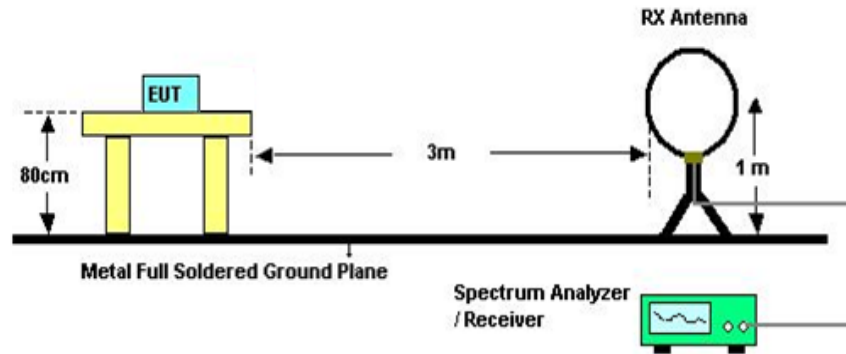 RX Antenna
EUT
3m
80cm
1 m
Metal Full Soldered Ground Plane
Spectrum Analyzer
/ Receiver